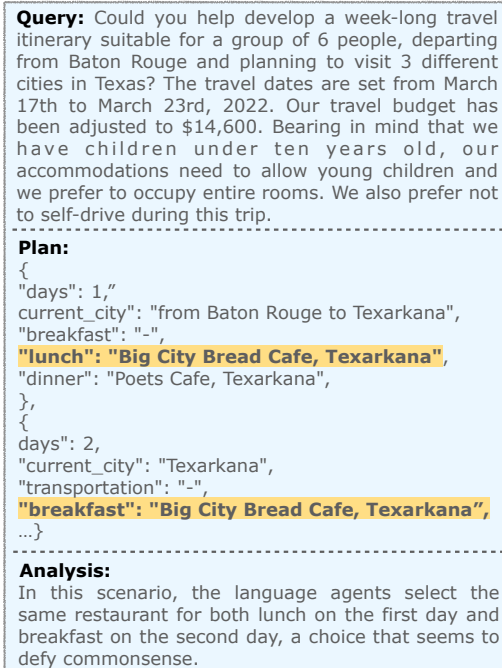 Query: Could you help develop a week-long travel
itinerary suitable for a group of 6 people, departing
from Baton Rouge and planning to visit 3 different
cities in Texas? The travel dates are set from March
17th to March 23rd, 2022. Our travel budget has
been adjusted to $14,600. Bearing in mind that we
have children under ten years old, our
accommodations need to allow young children and
we prefer to occupy entire rooms. We also prefer not
to self-drive during this trip.
Plan:
{
"days": 1,”
current_city": "from Baton Rouge to Texarkana",
"breakfast": "-",
"lunch": "Big City Bread Cafe, Texarkana",
"dinner": "Poets Cafe, Texarkana",
},
{
days": 2,
"current_city": "Texarkana",
"transportation": "-",
"breakfast": "Big City Bread Cafe, Texarkana”,
…}
Analysis:
In this scenario, the language agents select the
same restaurant for both lunch on the first day and
breakfast on the second day, a choice that seems to
defy commonsense.